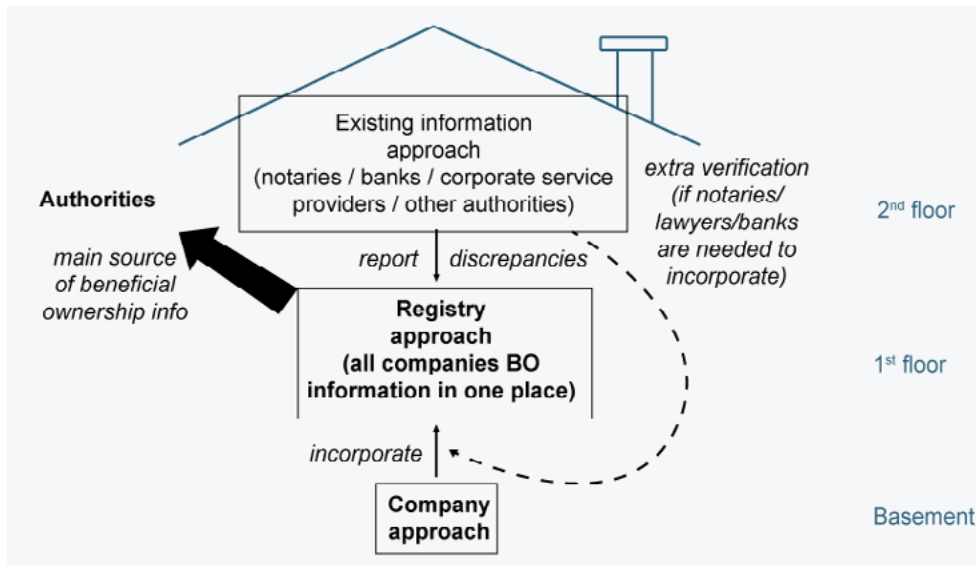 Existing information
approach
(notaries / banks / corporate service
providers / other authorities)
extra verification
(if notaries/
lawyers/banks
are needed to
incorporate)
2nd floor
Authorities
main source
of beneficial
ownership info
report discrepancies
Registry
approach
(all companies BO
information in one place)
1st floor
incorporate
Company
approach
Basement